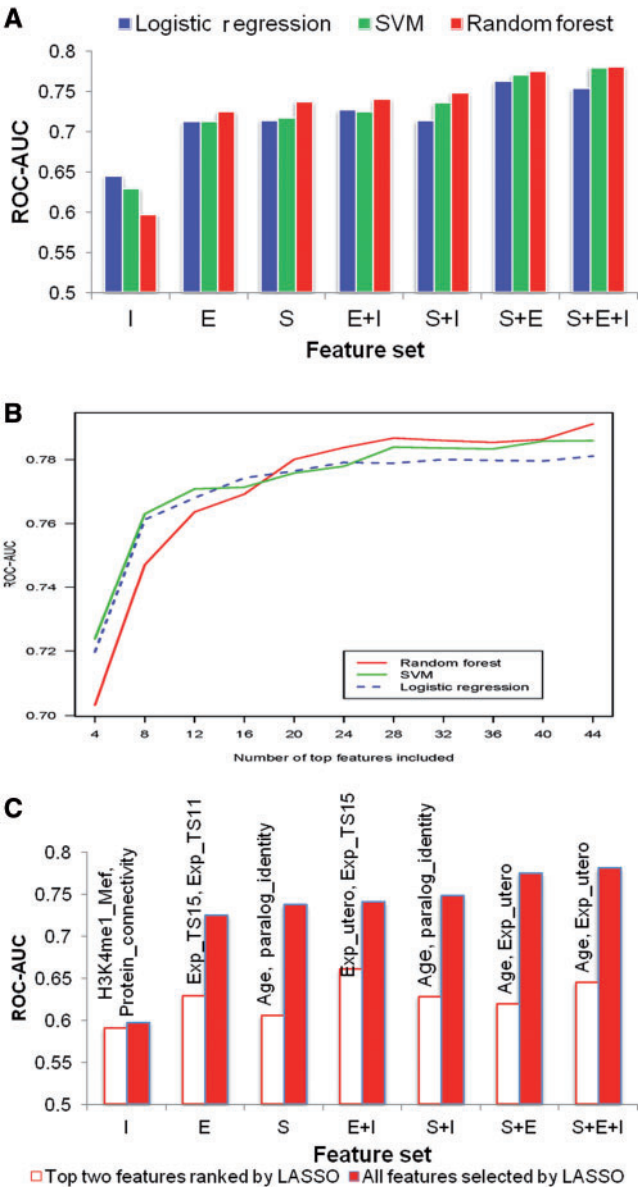 A
Logistic regression SVM Random forest
ROC-AUC
0.8
0.75
0.7
0.65
0.6
0.55
0.5
I E S E+I S+I S+E S+E+I
Feature set
B
ROC-AUC
0.78
0.76
0.74
0.72
0.70
Random forest
SVM
Logistic regression
4 8 12 16 20 24 28 32 36 40 44
Number of top features included
C
ROC-AUC
0.8
0.75
0.7
0.65
0.6
0.55
0.5
H3K4me1_Mef,
Protein_connectivity
Exp_TS15, Exp_TS11
Age, paralog_identity
Exp_utero, Exp_TS15
Age, paralog_identity
Age, Exp_utero
Age, Exp_utero
I E S E+I S+I S+E S+E+I
Feature set
Top two features ranked by LASSO All features selected by LASSO